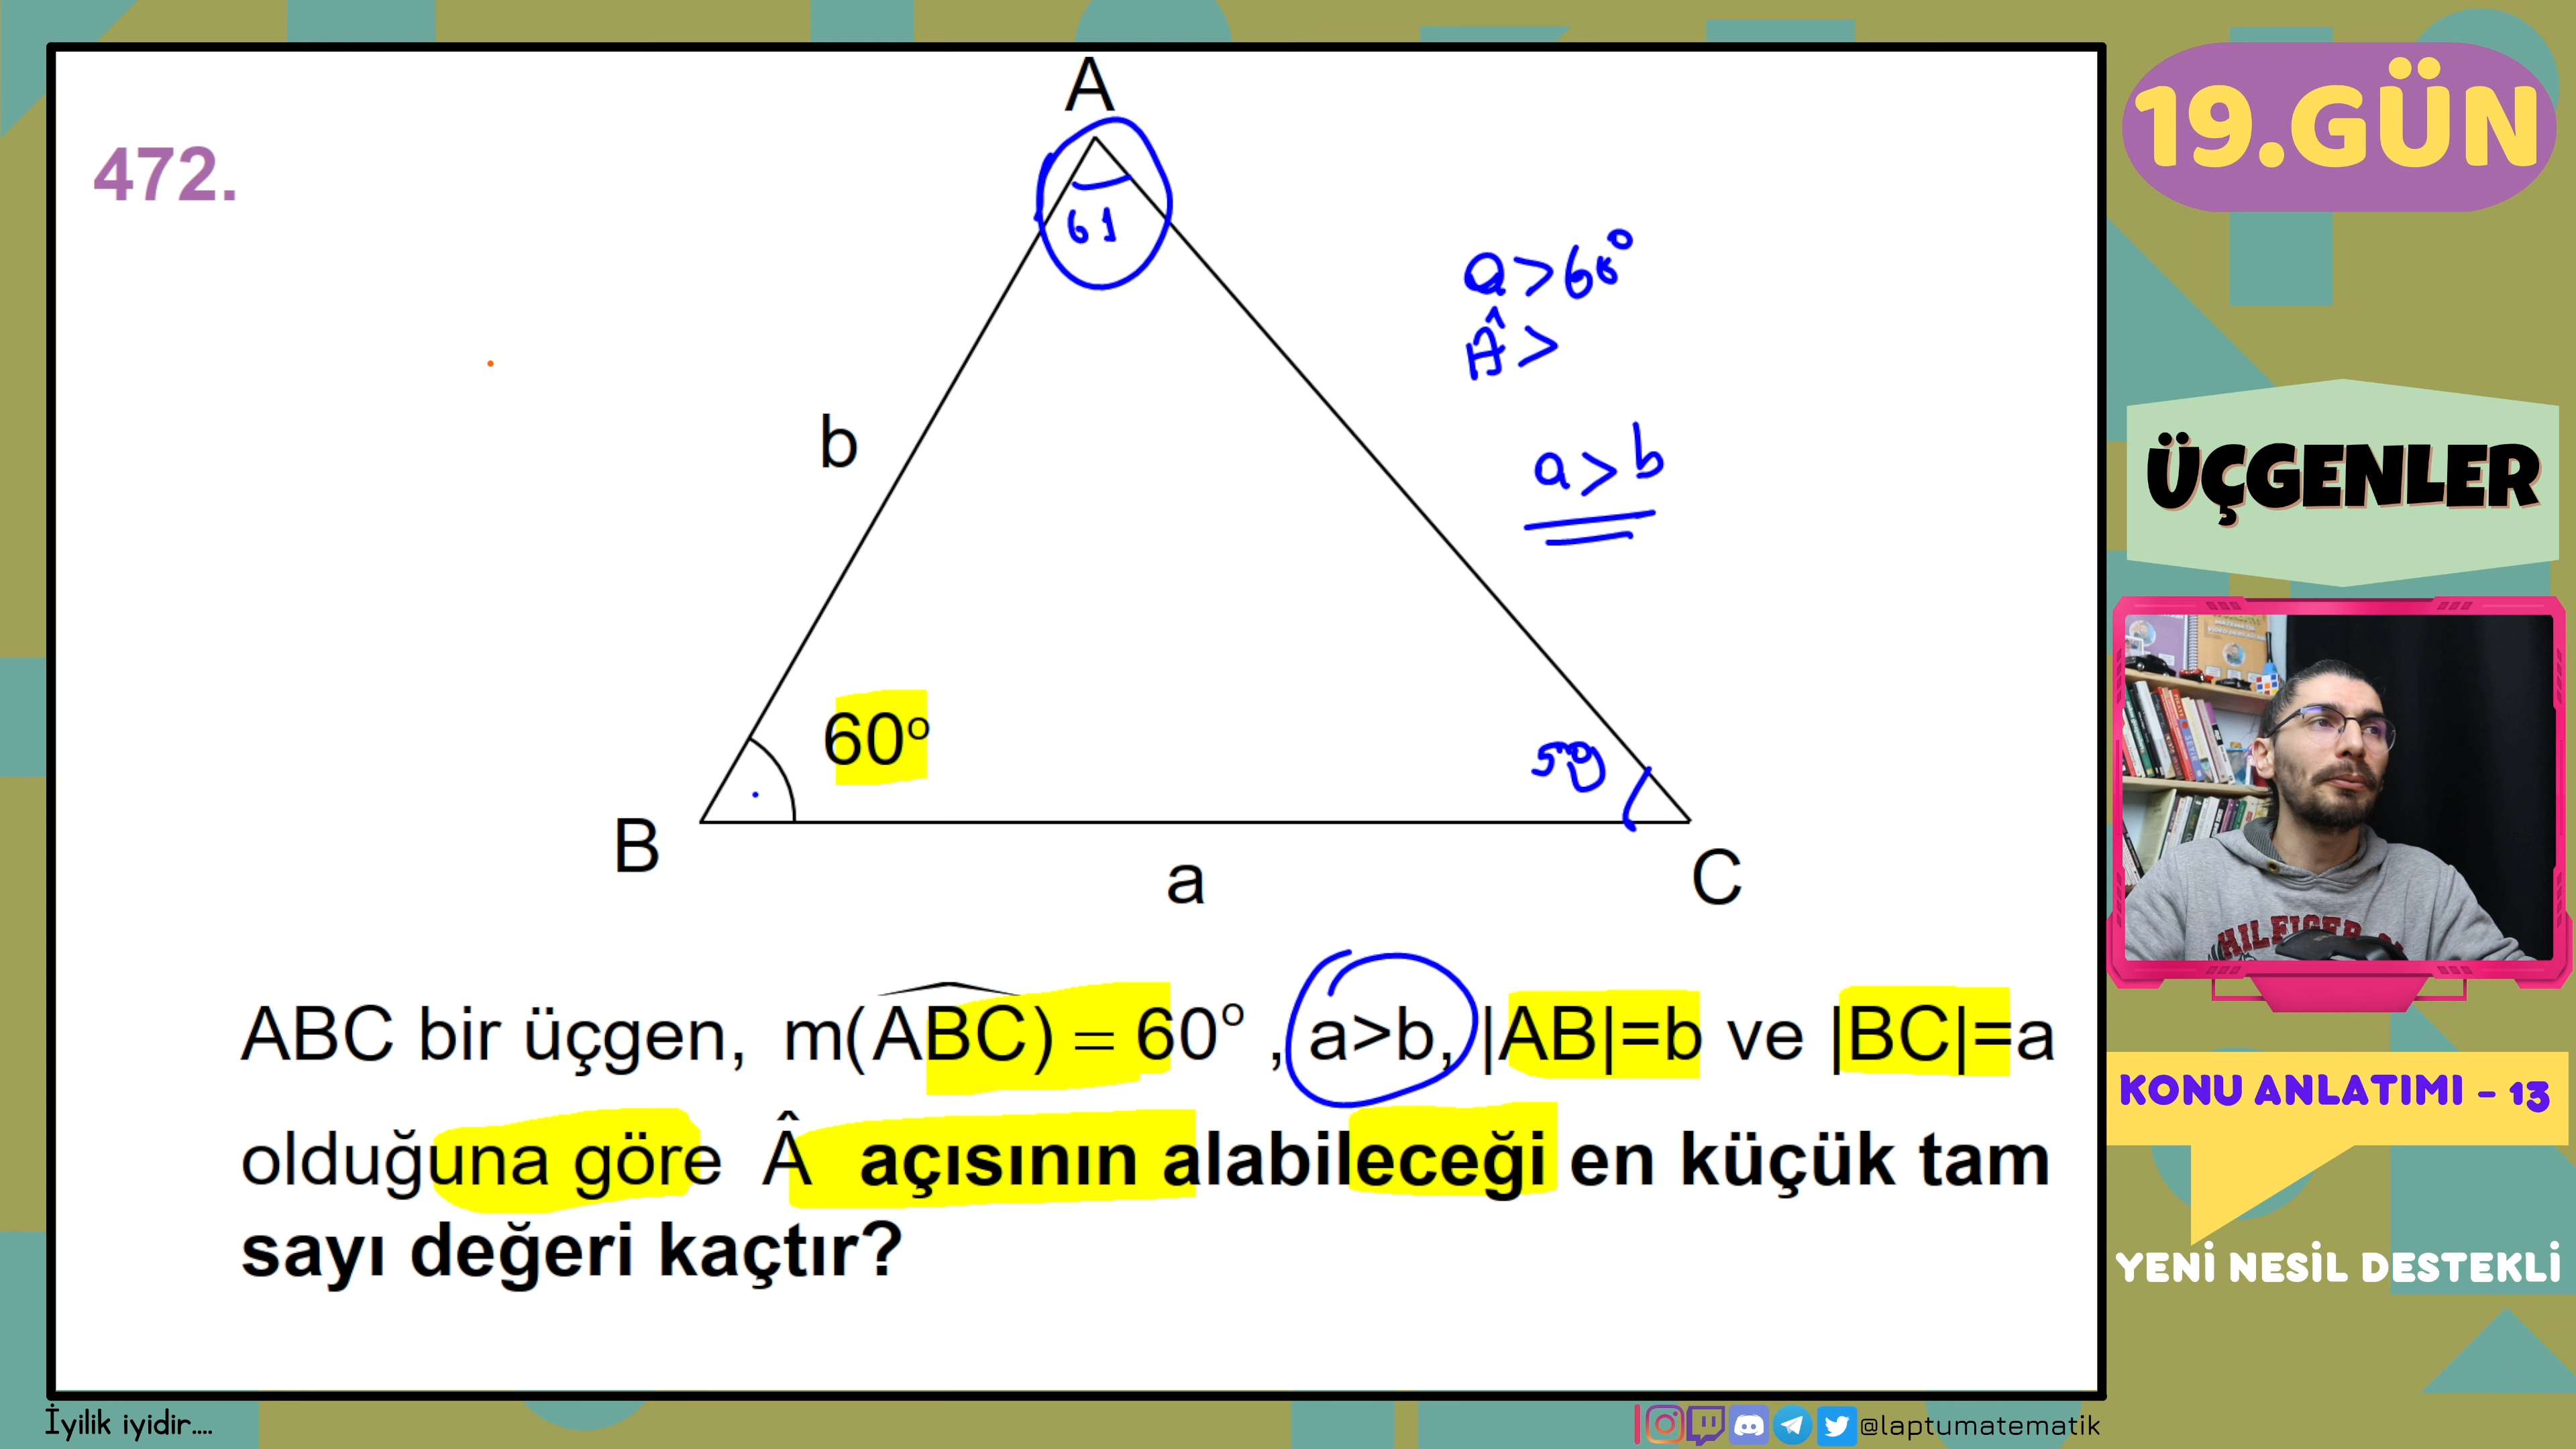 19.GÜN
472.
A
61
a>60°
Â>
b
a>b
ÜÇGENLER
60°
59
B
a
C
HILFIGER
ABC bir üçgen, m(ABC) = 60° , a>b, |AB|=b ve |BC|=a
olduğuna göre Â açısının alabileceği en küçük tam
sayı değeri kaçtır?
KONU ANLATIMI - 13
YENİ NESİL DESTEKLİ
İyilik iyidir....
@laptumatematik